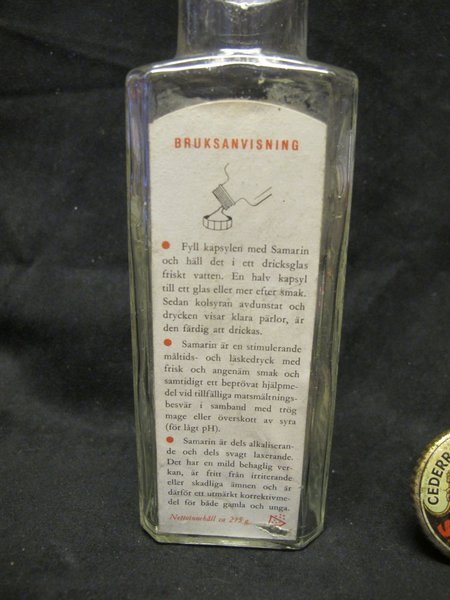 BRUKSANVISNING
● Fyll kapsylen med Samarin
och häll det i ett dricksglas
friskt vatten. En halv kapsyl
till ett glas eller mer efter smak.
Sedan kolsyran avdunstat och
drycken visar klara pärlor, är
den färdig att drickas.
● Samarin är en stimulerande
måltids- och läskedryck med
frisk och angenäm smak och
samtidigt ett beprövat hjälpme-
del vid tillfälliga matsmältnings-
besvär i samband med trög
mage eller överskott av syra
(för lågt pH).
● Samarin är dels alkaliseran-
de och dels svagt laxerande.
Det har en mild behaglig ver-
kan, är fritt från irriterande
eller skadliga ämnen och är
därför ett utmärkt korrektivme-
del för både gamla och unga.
Nettoinnehåll ca 275 g
CEDERR